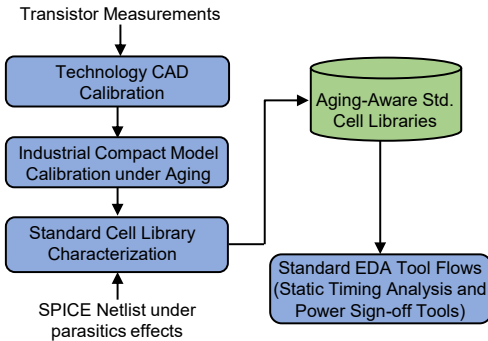 Transistor Measurements
Technology CAD
Calibration
Industrial Compact Model
Calibration under Aging
Standard Cell Library
Characterization
SPICE Netlist under
parasitics effects
Aging-Aware Std.
Cell Libraries
Standard EDA Tool Flows
(Static Timing Analysis and
Power Sign-off Tools)